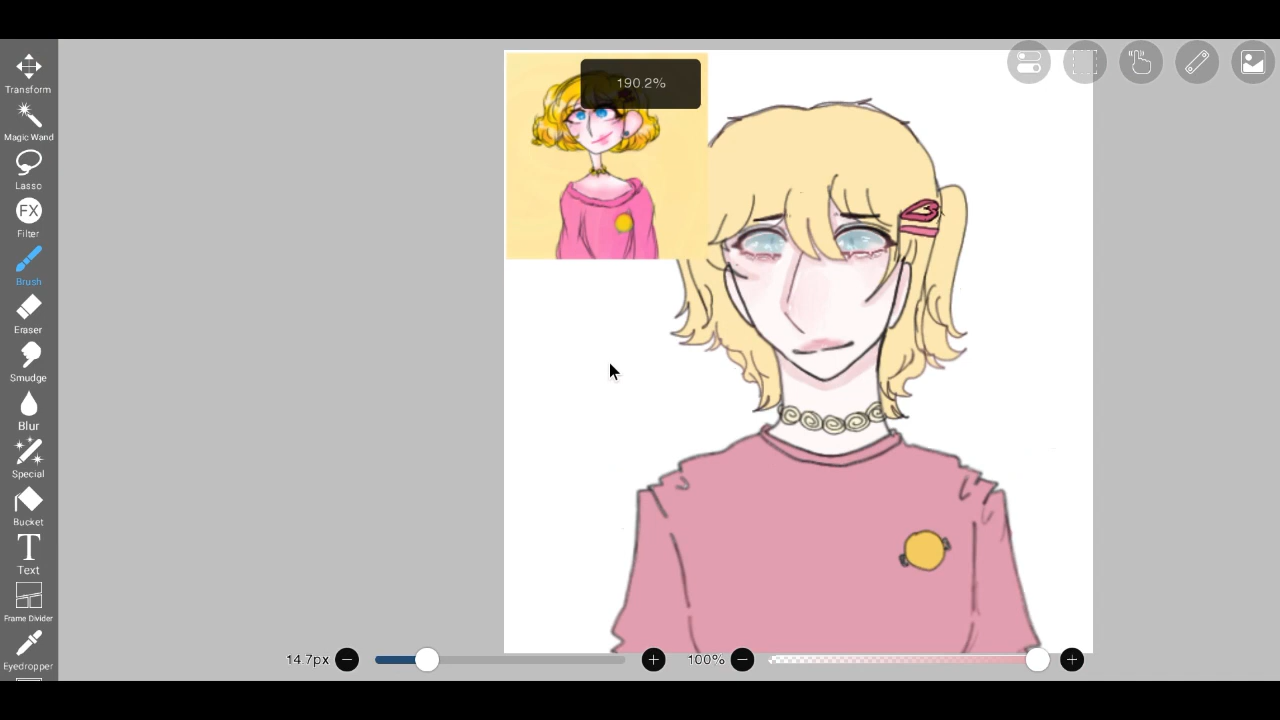 190.2%
Transform
Magic Wand
Lasso
FX
Filter
Brush
Eraser
Smudge
Blur
Special
Bucket
T
Text
Frame Divider
Eyedropper
14.7px
100%